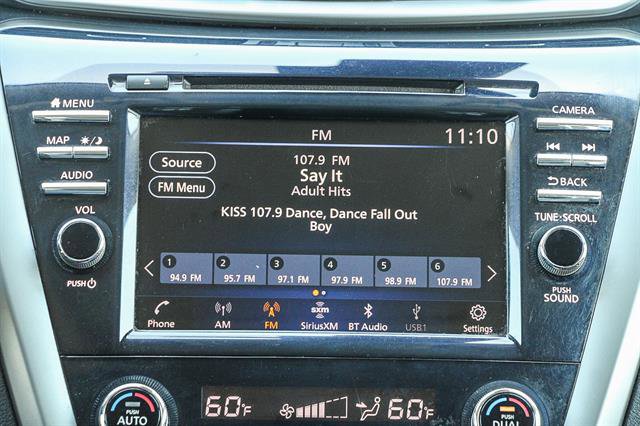 MENU
MAP
AUDIO
VOL
PUSH
FM
11:10
Source
FM Menu
107.9 FM
Say It
Adult Hits
KISS 107.9 Dance, Dance Fall Out
Boy
1 2 3 4 5 6
94.9 FM 95.7 FM 97.1 FM 97.9 FM 98.9 FM 107.9 FM
sxm
Phone AM FM SiriusXM BT Audio USB1 Settings
CAMERA
BACK
TUNE·SCROLL
PUSH
SOUND
PUSH
AUTO
60°F
60°F
PUSH
DUAL